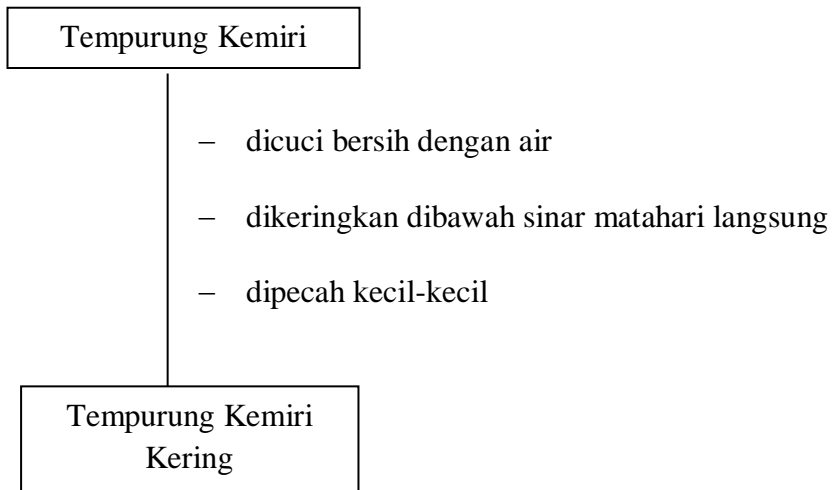 Tempurung Kemiri
– dicuci bersih dengan air
– dikeringkan dibawah sinar matahari langsung
– dipecah kecil-kecil
Tempurung Kemiri
Kering